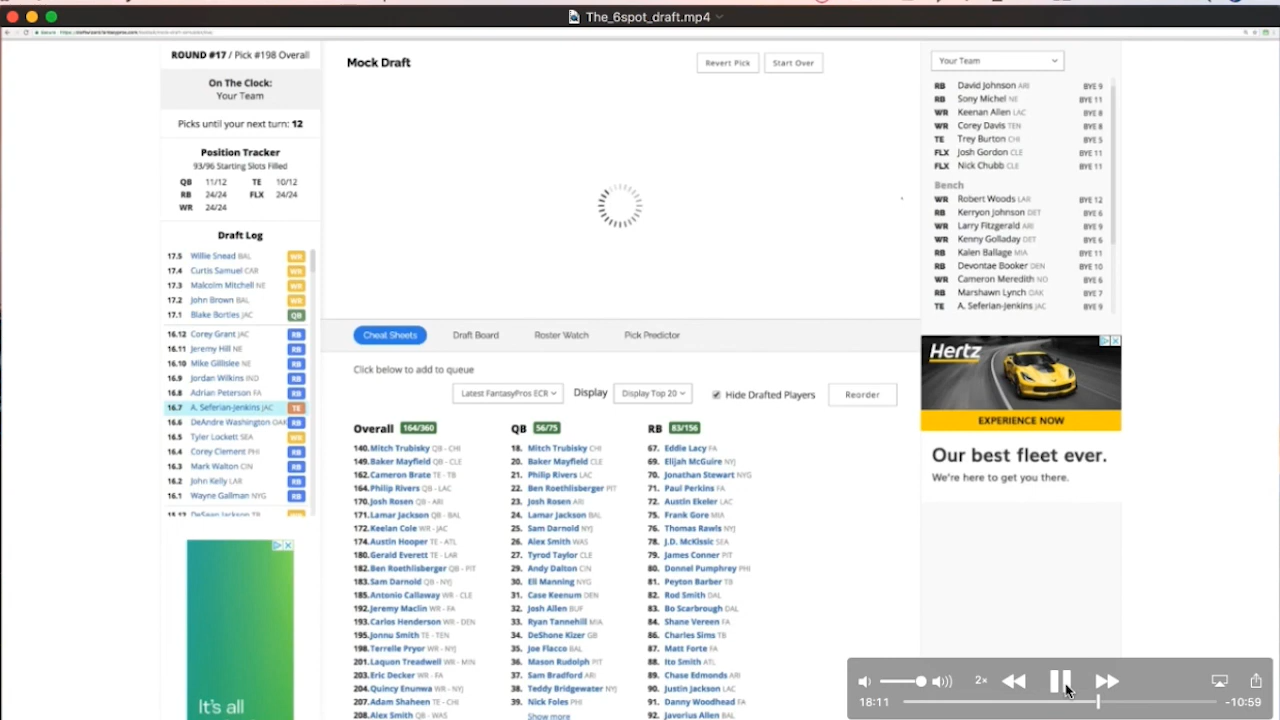 The_6spot_draft.mp4
ROUND #17 / Pick #198 Overall
On The Clock:
Your Team
Picks until your next turn: 12
Position Tracker
93/96 Starting Slots Filled
QB 11/12 TE 10/12
RB 24/24 FLX 24/24
WR 24/24
Draft Log
17.5 Willie Snead BAL WR
17.4 Curtis Samuel CAR WR
17.3 Malcolm Mitchell NE WR
17.2 John Brown BAL WR
17.1 Blake Bortles JAC QB
16.12 Corey Grant JAC RB
16.11 Jeremy Hill NE RB
16.10 Mike Gillislee NE RB
16.9 Jordan Wilkins IND RB
16.8 Adrian Peterson FA RB
16.7 A. Seferian-Jenkins JAC TE
16.6 DeAndre Washington OAK RB
16.5 Tyler Lockett SEA WR
16.4 Corey Clement PHI RB
16.3 Mark Walton CIN RB
16.2 John Kelly LAR RB
16.1 Wayne Gallman NYG RB
15.12 DeSean Jackson TB WR
It's all
Mock Draft
Revert Pick
Start Over
Cheat Sheets
Draft Board
Roster Watch
Pick Predictor
Click below to add to queue
Latest FantasyPros ECR
Display
Display Top 20
Hide Drafted Players
Reorder
Overall 164/360
140. Mitch Trubisky QB - CHI
149. Baker Mayfield QB - CLE
162. Cameron Brate TE - TB
164. Philip Rivers QB - LAC
170. Josh Rosen QB - ARI
171. Lamar Jackson QB - BAL
172. Keelan Cole WR - JAC
174. Austin Hooper TE - ATL
180. Gerald Everett TE - LAR
182. Ben Roethlisberger QB - PIT
183. Sam Darnold QB - NYJ
185. Antonio Callaway WR - CLE
192. Jeremy Maclin WR - FA
193. Carlos Henderson WR - DEN
195. Jonnu Smith TE - TEN
198. Terrelle Pryor WR - NYJ
201. Laquon Treadwell WR - MIN
203. Eric Decker WR - FA
204. Quincy Enunwa WR - NYJ
207. Adam Shaheen TE - CHI
208. Alex Smith QB - WAS
QB 56/75
18. Mitch Trubisky CHI
20. Baker Mayfield CLE
21. Philip Rivers LAC
22. Ben Roethlisberger PIT
23. Josh Rosen ARI
24. Lamar Jackson BAL
25. Sam Darnold NYJ
26. Alex Smith WAS
27. Tyrod Taylor CLE
29. Andy Dalton CIN
30. Eli Manning NYG
31. Case Keenum DEN
32. Josh Allen BUF
33. Ryan Tannehill MIA
34. DeShone Kizer GB
35. Joe Flacco BAL
36. Mason Rudolph PIT
37. Sam Bradford ARI
38. Teddy Bridgewater NYJ
39. Nick Foles PHI
Show more
RB 83/156
67. Eddie Lacy FA
69. Elijah McGuire NYJ
70. Jonathan Stewart NYG
71. Paul Perkins FA
72. Austin Ekeler LAC
75. Frank Gore MIA
76. Thomas Rawls NYJ
78. J.D. McKissic SEA
79. James Conner PIT
80. Donnel Pumphrey PHI
81. Peyton Barber TB
82. Rod Smith DAL
83. Bo Scarbrough DAL
84. Shane Vereen FA
86. Charles Sims TB
87. Matt Forte FA
88. Ito Smith ATL
89. Chase Edmonds ARI
90. Justin Jackson LAC
91. Danny Woodhead FA
92. Javorius Allen BAL
Your Team
RB David Johnson ARI BYE 9
RB Sony Michel NE BYE 11
WR Keenan Allen LAC BYE 8
WR Corey Davis TEN BYE 8
TE Trey Burton CHI BYE 5
FLX Josh Gordon CLE BYE 11
FLX Nick Chubb CLE BYE 11
Bench
WR Robert Woods LAR BYE 12
RB Kerryon Johnson DET BYE 6
WR Larry Fitzgerald ARI BYE 9
WR Kenny Golladay DET BYE 6
RB Kalen Ballage MIA BYE 11
RB Devontae Booker DEN BYE 10
WR Cameron Meredith NO BYE 6
RB Marshawn Lynch OAK BYE 7
TE A. Seferian-Jenkins JAC BYE 9
Hertz
EXPERIENCE NOW
Our best fleet ever.
We're here to get you there.
2×
18:11
-10:59